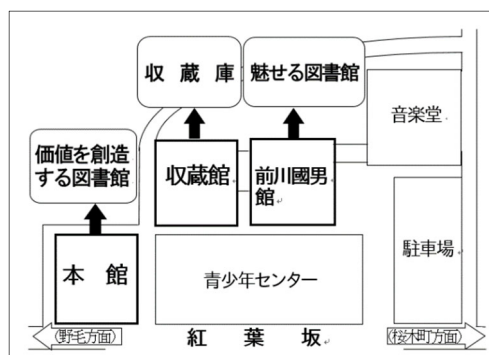 収 蔵 庫
魅せる図書館
音楽堂
価値を創造
する図書館
収蔵館
前川國男
館
本 館
青少年センター
駐車場
(野毛方面)
紅 葉 坂
(桜木町方面)